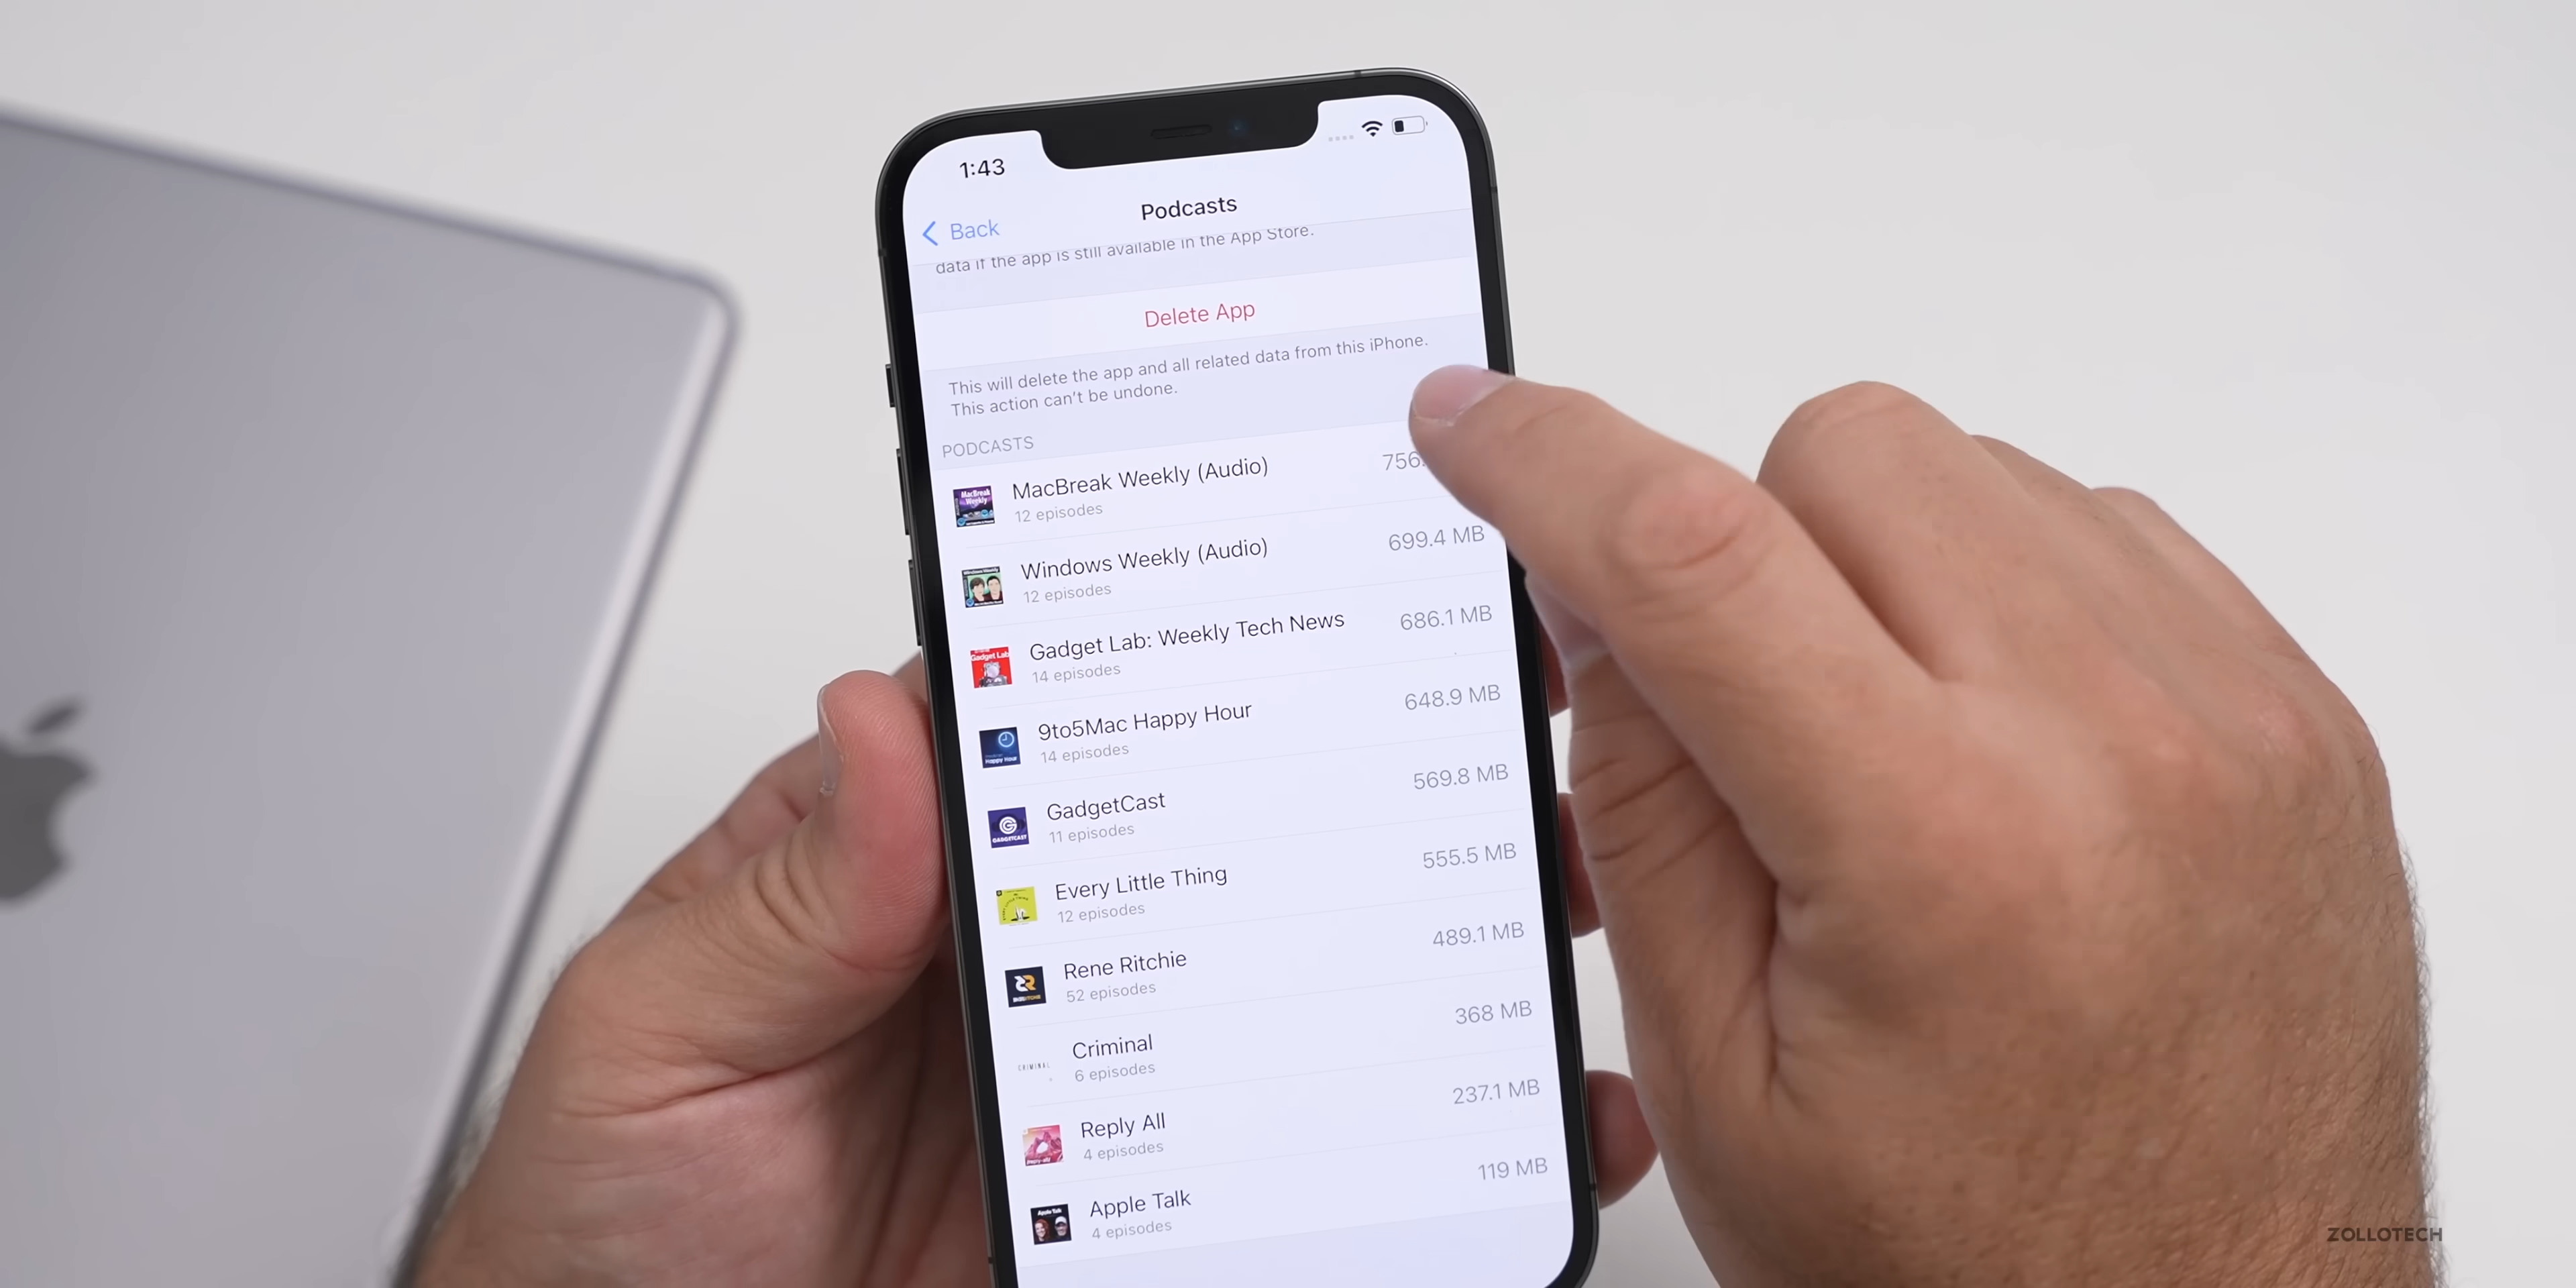 1:43
Back
Podcasts
data if the app is still available in the App Store.
Delete App
This will delete the app and all related data from this iPhone.
This action can't be undone.
PODCASTS
MacBreak Weekly (Audio)
12 episodes
756.
Windows Weekly (Audio)
12 episodes
699.4 MB
Gadget Lab: Weekly Tech News
14 episodes
686.1 MB
9to5Mac Happy Hour
14 episodes
648.9 MB
GadgetCast
11 episodes
569.8 MB
GADGETCAST
Every Little Thing
12 episodes
555.5 MB
Rene Ritchie
52 episodes
489.1 MB
CRIMINAL
Criminal
6 episodes
368 MB
Reply All
4 episodes
237.1 MB
Apple Talk
4 episodes
119 MB
ZOLLOTECH